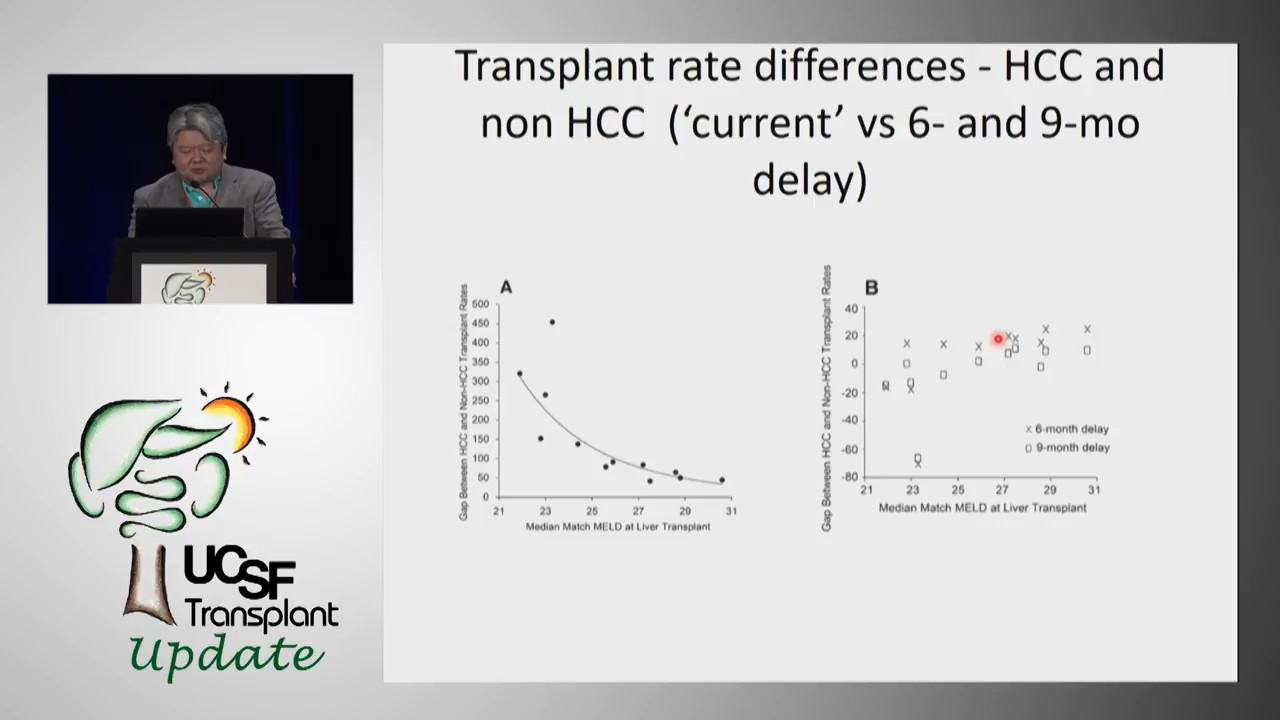 Transplant rate differences - HCC and
non HCC (‘current’ vs 6- and 9-mo
delay)
A
Gap Between HCC and Non-HCC Transplant Rates
500
450
400
350
300
250
200
150
100
50
0
21 23 25 27 29 31
Median Match MELD at Liver Transplant
B
Gap Between HCC and Non-HCC Transplant Rates
40
20
0
-20
-40
-60
-80
× 6-month delay
□ 9-month delay
21 23 25 27 29 31
Median Match MELD at Liver Transplant
UCSF
Transplant
Update